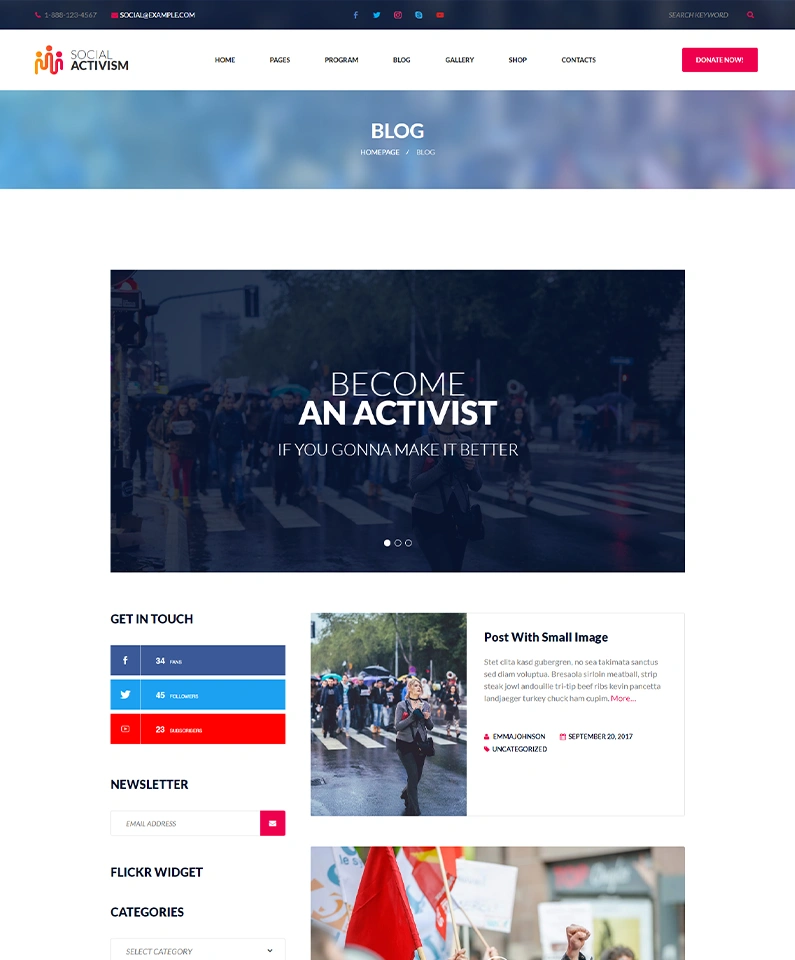 1-888-123-4567 SOCIAL@EXAMPLE.COM SEARCH KEYWORD
SOCIAL
ACTIVISM
HOME PAGES PROGRAM BLOG GALLERY SHOP CONTACTS DONATE NOW!
BLOG
HOMEPAGE / BLOG
BECOME
AN ACTIVIST
IF YOU GONNA MAKE IT BETTER
GET IN TOUCH
34 FANS
45 FOLLOWERS
23 SUBSCRIBERS
NEWSLETTER
EMAIL ADDRESS
FLICKR WIDGET
CATEGORIES
SELECT CATEGORY
Post With Small Image
Stet clita kasd gubergren, no sea takimata sanctus
sed diam voluptua. Bresaola sirloin meatball, strip
steak jowl andouille tri-tip beef ribs kevin pancetta
landjaeger turkey chuck ham cupim. More...
EMMAJOHNSON SEPTEMBER 20, 2017
UNCATEGORIZED
le sy